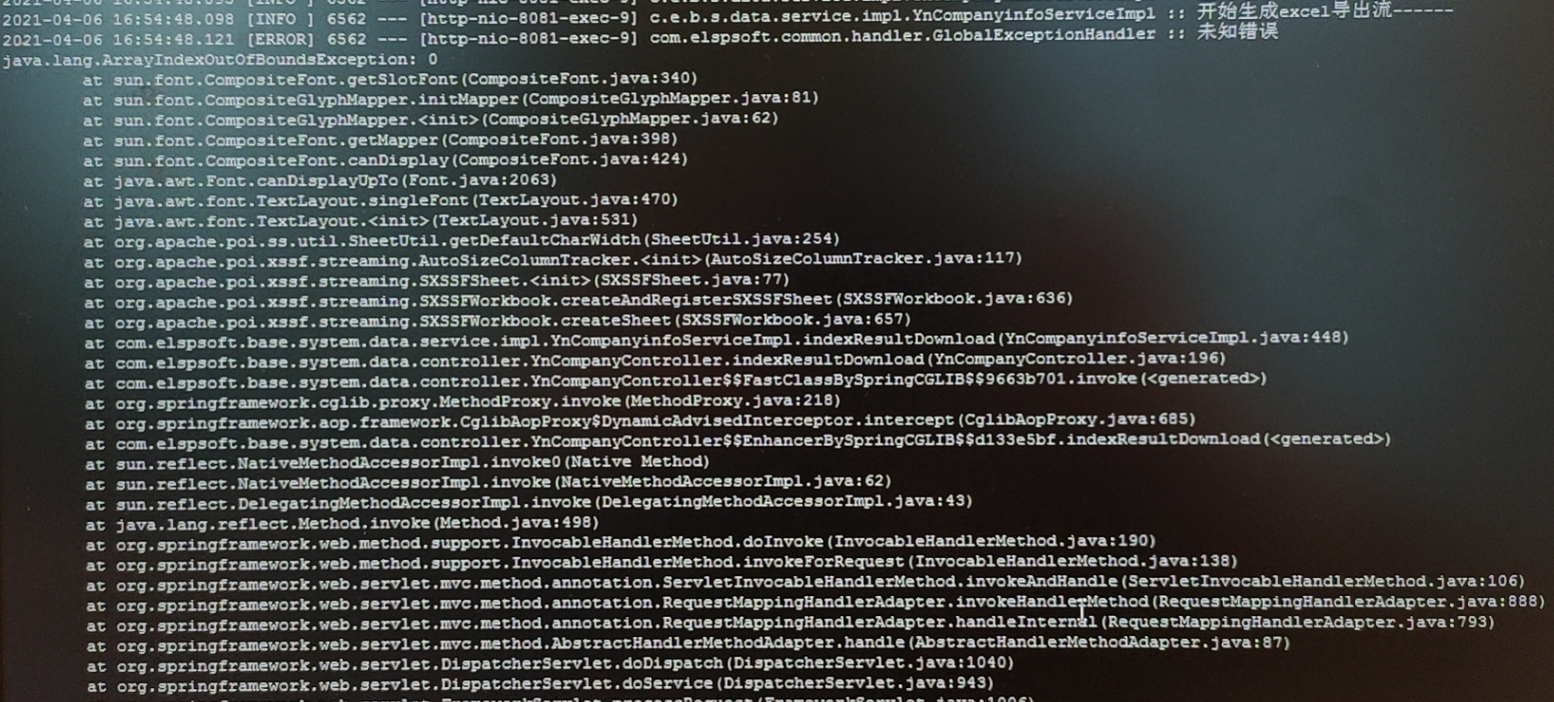 2021-04-06 16:54:48.098 [INFO ] 6562 --- [http-nio-8081-exec-9] c.e.b.s.data.service.impl.YnCompanyinfoServiceImpl :: 开始生成excel导出流------
2021-04-06 16:54:48.121 [ERROR] 6562 --- [http-nio-8081-exec-9] com.elspsoft.common.handler.GlobalExceptionHandler :: 未知错误
java.lang.ArrayIndexOutOfBoundsException: 0
at sun.font.CompositeFont.getSlotFont(CompositeFont.java:340)
at sun.font.CompositeGlyphMapper.initMapper(CompositeGlyphMapper.java:81)
at sun.font.CompositeGlyphMapper.<init>(CompositeGlyphMapper.java:62)
at sun.font.CompositeFont.getMapper(CompositeFont.java:398)
at sun.font.CompositeFont.canDisplay(CompositeFont.java:424)
at java.awt.Font.canDisplayUpTo(Font.java:2063)
at java.awt.font.TextLayout.singleFont(TextLayout.java:470)
at java.awt.font.TextLayout.<init>(TextLayout.java:531)
at org.apache.poi.ss.util.SheetUtil.getDefaultCharWidth(SheetUtil.java:254)
at org.apache.poi.xssf.streaming.AutoSizeColumnTracker.<init>(AutoSizeColumnTracker.java:117)
at org.apache.poi.xssf.streaming.SXSSFSheet.<init>(SXSSFSheet.java:77)
at org.apache.poi.xssf.streaming.SXSSFWorkbook.createAndRegisterSXSSFSheet(SXSSFWorkbook.java:636)
at org.apache.poi.xssf.streaming.SXSSFWorkbook.createSheet(SXSSFWorkbook.java:657)
at com.elspsoft.base.system.data.service.impl.YnCompanyinfoServiceImpl.indexResultDownload(YnCompanyinfoServiceImpl.java:448)
at com.elspsoft.base.system.data.controller.YnCompanyController.indexResultDownload(YnCompanyController.java:196)
at com.elspsoft.base.system.data.controller.YnCompanyController$$FastClassBySpringCGLIB$$9663b701.invoke(<generated>)
at org.springframework.cglib.proxy.MethodProxy.invoke(MethodProxy.java:218)
at org.springframework.aop.framework.CglibAopProxy$DynamicAdvisedInterceptor.intercept(CglibAopProxy.java:685)
at com.elspsoft.base.system.data.controller.YnCompanyController$$EnhancerBySpringCGLIB$$d133e5bf.indexResultDownload(<generated>)
at sun.reflect.NativeMethodAccessorImpl.invoke0(Native Method)
at sun.reflect.NativeMethodAccessorImpl.invoke(NativeMethodAccessorImpl.java:62)
at sun.reflect.DelegatingMethodAccessorImpl.invoke(DelegatingMethodAccessorImpl.java:43)
at java.lang.reflect.Method.invoke(Method.java:498)
at org.springframework.web.method.support.InvocableHandlerMethod.doInvoke(InvocableHandlerMethod.java:190)
at org.springframework.web.method.support.InvocableHandlerMethod.invokeForRequest(InvocableHandlerMethod.java:138)
at org.springframework.web.servlet.mvc.method.annotation.ServletInvocableHandlerMethod.invokeAndHandle(ServletInvocableHandlerMethod.java:106)
at org.springframework.web.servlet.mvc.method.annotation.RequestMappingHandlerAdapter.invokeHandlerMethod(RequestMappingHandlerAdapter.java:888)
at org.springframework.web.servlet.mvc.method.annotation.RequestMappingHandlerAdapter.handleInternal(RequestMappingHandlerAdapter.java:793)
at org.springframework.web.servlet.mvc.method.AbstractHandlerMethodAdapter.handle(AbstractHandlerMethodAdapter.java:87)
at org.springframework.web.servlet.DispatcherServlet.doDispatch(DispatcherServlet.java:1040)
at org.springframework.web.servlet.DispatcherServlet.doService(DispatcherServlet.java:943)